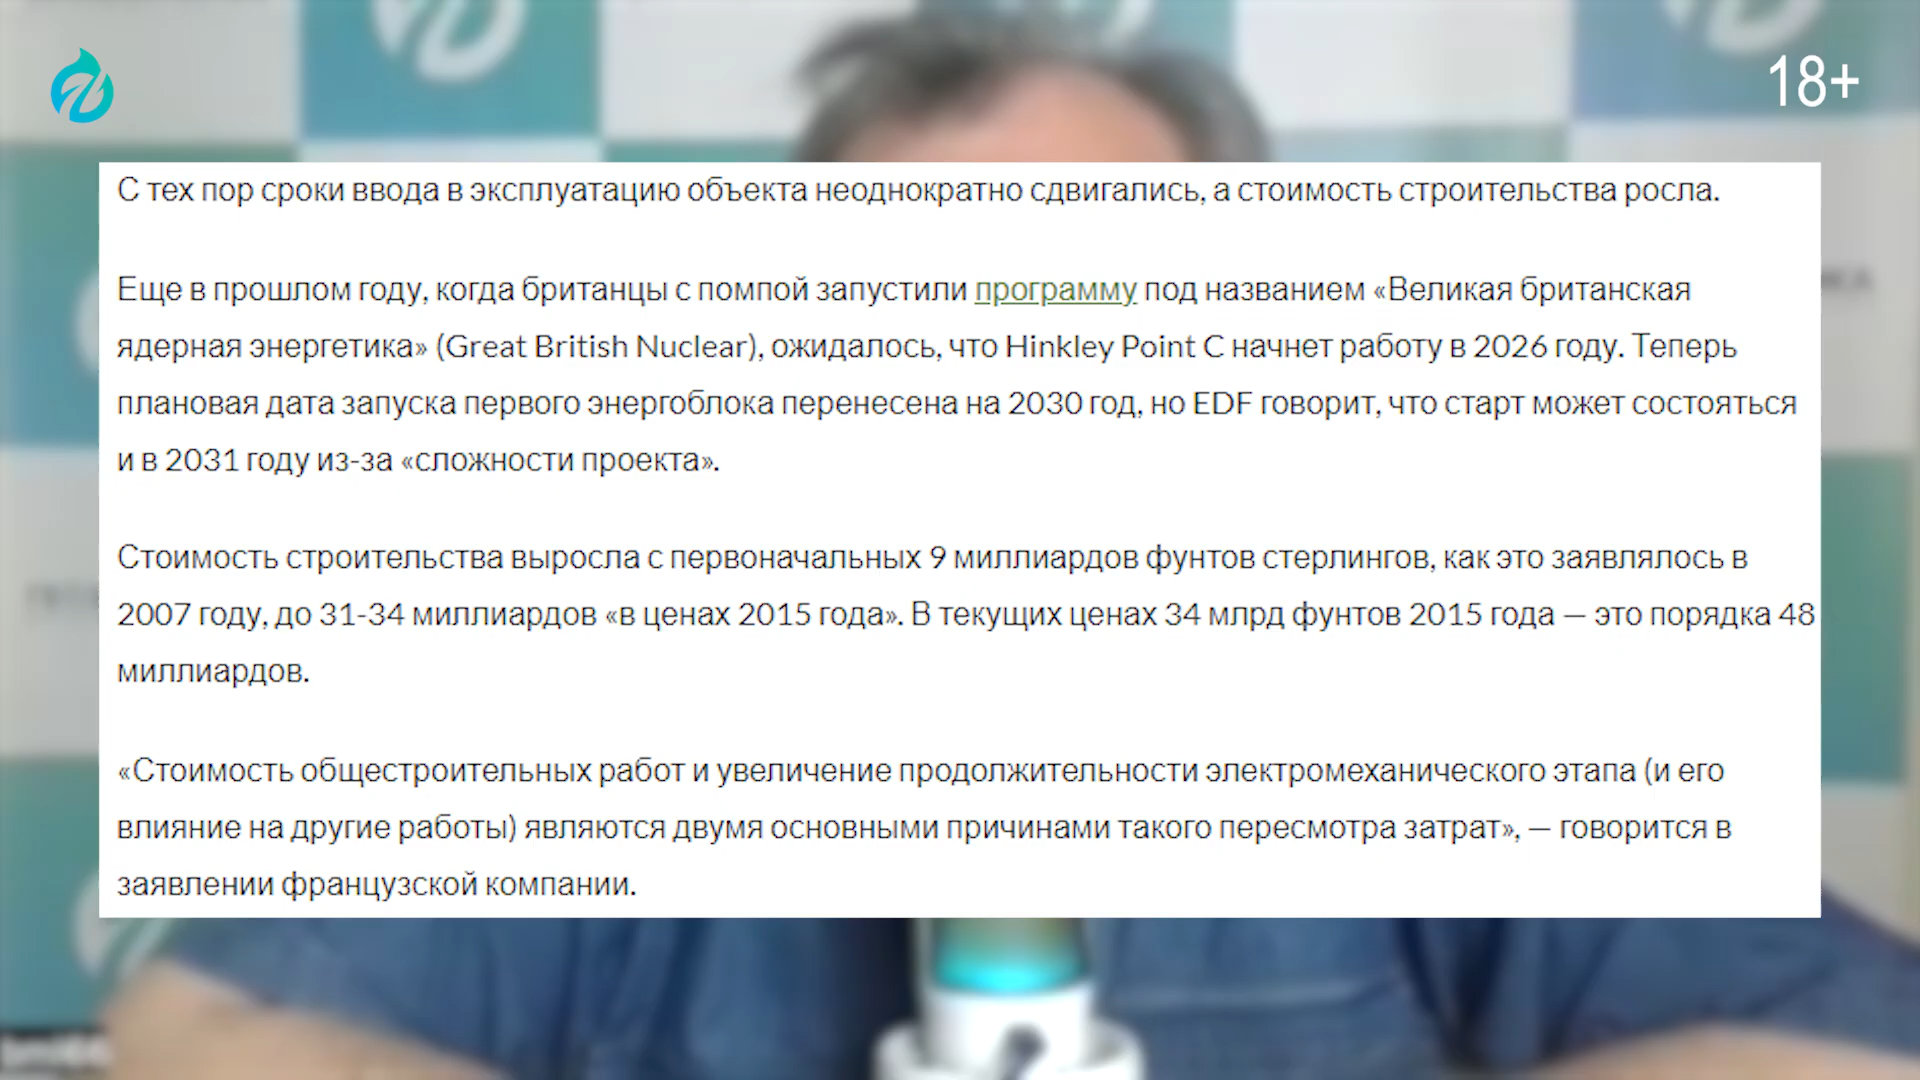 18+
С тех пор сроки ввода в эксплуатацию объекта неоднократно сдвигались, а стоимость строительства росла.
Еще в прошлом году, когда британцы с помпой запустили программу под названием «Великая британская
ядерная энергетика» (Great British Nuclear), ожидалось, что Hinkley Point C начнет работу в 2026 году. Теперь
плановая дата запуска первого энергоблока перенесена на 2030 год, но EDF говорит, что старт может состояться
и в 2031 году из-за «сложности проекта».
Стоимость строительства выросла с первоначальных 9 миллиардов фунтов стерлингов, как это заявлялось в
2007 году, до 31-34 миллиардов «в ценах 2015 года». В текущих ценах 34 млрд фунтов 2015 года — это порядка 48
миллиардов.
«Стоимость общестроительных работ и увеличение продолжительности электромеханического этапа (и его
влияние на другие работы) являются двумя основными причинами такого пересмотра затрат», — говорится в
заявлении французской компании.